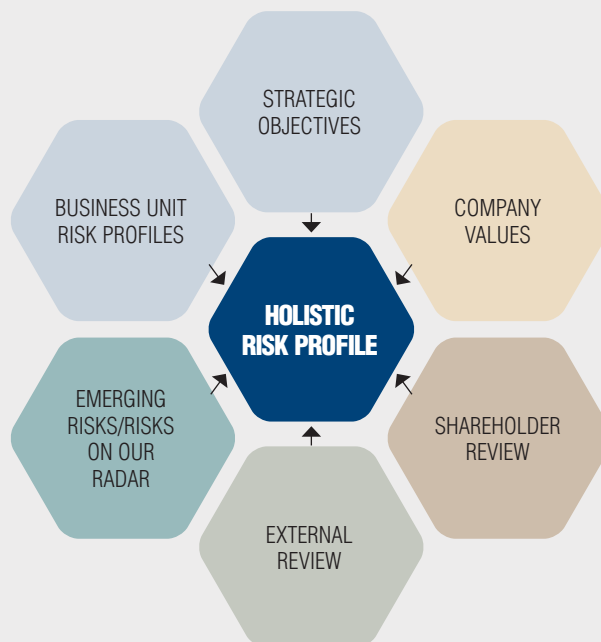 STRATEGIC
OBJECTIVES
BUSINESS UNIT
RISK PROFILES
COMPANY
VALUES
HOLISTIC
RISK PROFILE
EMERGING
RISKS/RISKS
ON OUR
RADAR
SHAREHOLDER
REVIEW
EXTERNAL
REVIEW